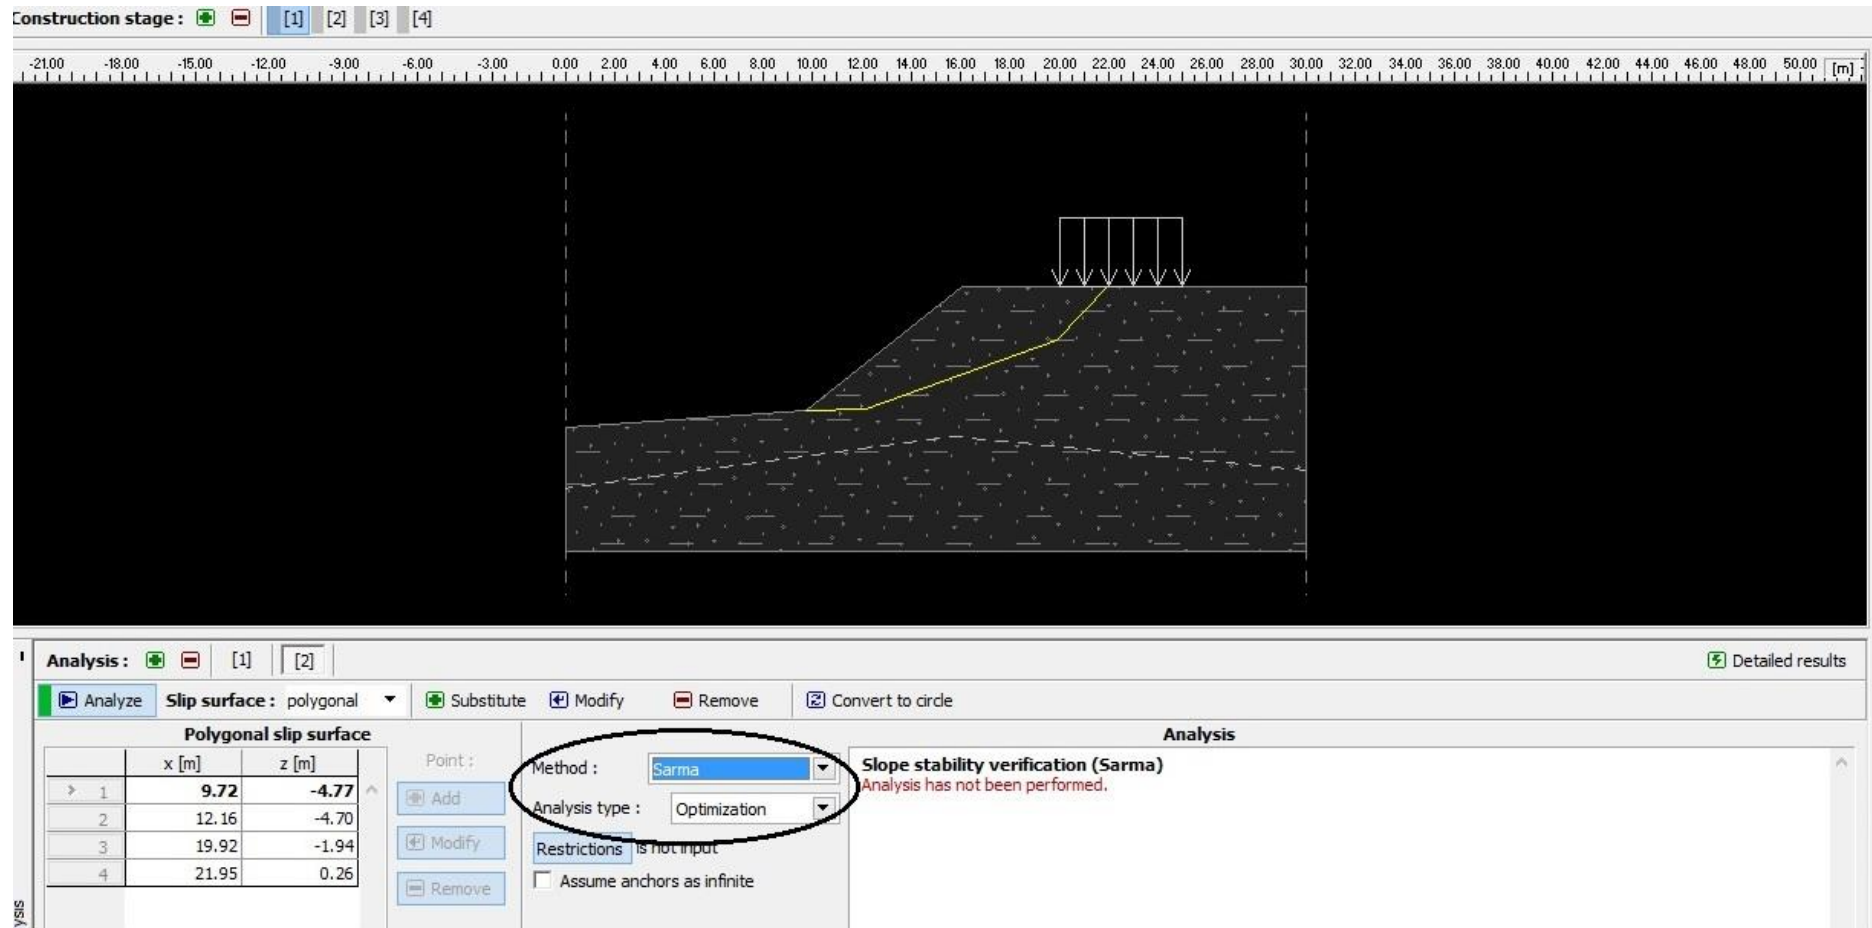 Construction stage : [1] [2] [3] [4]
-21.00 -18.00 -15.00 -12.00 -9.00 -6.00 -3.00 0.00 2.00 4.00 6.00 8.00 10.00 12.00 14.00 16.00 18.00 20.00 22.00 24.00 26.00 28.00 30.00 32.00 34.00 36.00 38.00 40.00 42.00 44.00 46.00 48.00 50.00 [m]
Analysis : [1] [2] Detailed results
Analyze Slip surface : polygonal Substitute Modify Remove Convert to circle
Polygonal slip surface
x [m] z [m]
> 1 9.72 -4.77
2 12.16 -4.70
3 19.92 -1.94
4 21.95 0.26
Point :
Add
Modify
Remove
Method : Sarma
Analysis type : Optimization
Restrictions is not input
Assume anchors as infinite
Analysis
Slope stability verification (Sarma)
Analysis has not been performed.